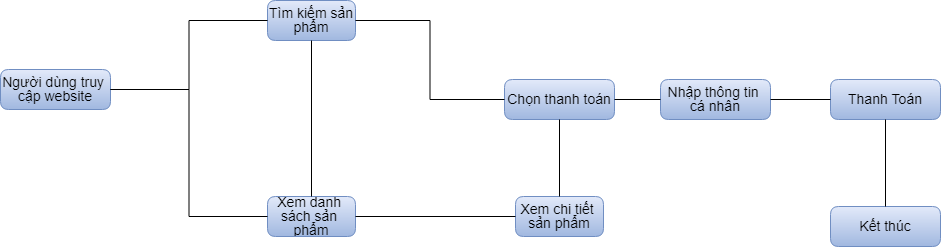 Tìm kiếm sản
phẩm
Người dùng truy
cập website
Chọn thanh toán
Nhập thông tin
cá nhân
Thanh Toán
Xem danh
sách sản
phẩm
Xem chi tiết
sản phẩm
Kết thúc